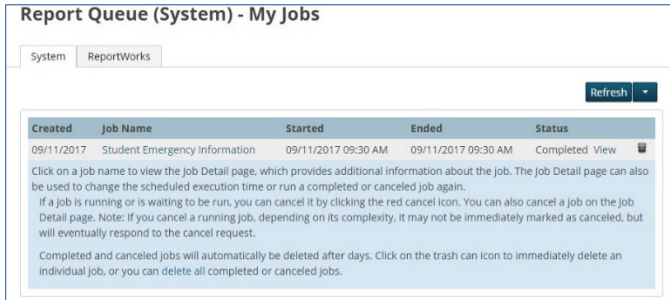 Report Queue (System) - My Jobs
System ReportWorks
Refresh
Created Job Name Started Ended Status
09/11/2017 Student Emergency Information 09/11/2017 09:30 AM 09/11/2017 09:30 AM Completed View
Click on a job name to view the Job Detail page, which provides additional information about the job. The Job Detail page can also
be used to change the scheduled execution time or run a completed or canceled job again.
If a job is running or is waiting to be run, you can cancel it by clicking the red cancel icon. You can also cancel a job on the Job
Detail page. Note: If you cancel a running job, depending on its complexity, it may not be immediately marked as canceled, but
will eventually respond to the cancel request.
Completed and canceled jobs will automatically be deleted after days. Click on the trash can icon to immediately delete an
individual job, or you can delete all completed or canceled jobs.